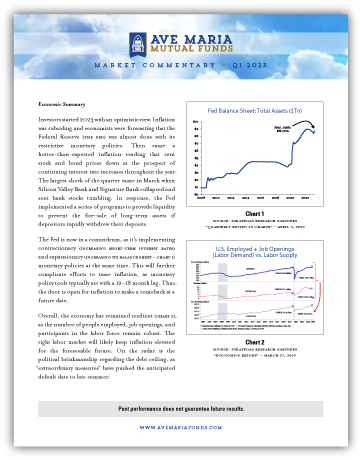 AVE MARIA
MUTUAL FUNDS
MARKET COMMENTARY – Q1 2023
Economic Summary
Investors started 2023 with an optimistic view. Inflation
was subsiding and economists were forecasting that the
Federal Reserve (THE FED) was almost done with its
restrictive monetary policies. Then came a
hotter-than-expected inflation reading that sent
stock and bond prices down at the prospect of
continuing interest rate increases throughout the year.
The largest shock of the quarter came in March when
Silicon Valley Bank and Signature Bank collapsed and
sent bank stocks tumbling. In response, the Fed
implemented a series of programs to provide liquidity
to prevent the fire-sale of long-term assets if
depositors rapidly withdrew their deposits.
The Fed is now in a conundrum, as it's implementing
contractionary (INCREASING SHORT-TERM INTEREST RATES)
and expansionary (INCREASING ITS BALANCE SHEET – CHART 1)
monetary policies at the same time. This will further
complicate efforts to tame inflation, as monetary
policy tools typically act with a 12–18 month lag. Thus,
the door is open for inflation to make a comeback at a
future date.
Overall, the economy has remained resilient (CHART 2),
as the number of people employed, job openings, and
participants in the labor force remain robust. The
tight labor market will likely keep inflation elevated
for the foreseeable future. On the radar is the
political brinkmanship regarding the debt ceiling, as
"extraordinary measures" have pushed the anticipated
default date to late summer.
Fed Balance Sheet: Total Assets ($Tn)
Chart 1
SOURCE: STRATEGAS RESEARCH PARTNERS
"QUARTERLY REVIEW IN CHARTS" – APRIL 3, 2023
U.S. Employed + Job Openings
(Labor Demand) vs. Labor Supply
Chart 2
SOURCE: STRATEGAS RESEARCH PARTNERS
"ECONOMICS REPORT" – MARCH 27, 2023
Past performance does not guarantee future results.
WWW.AVEMARIAFUNDS.COM